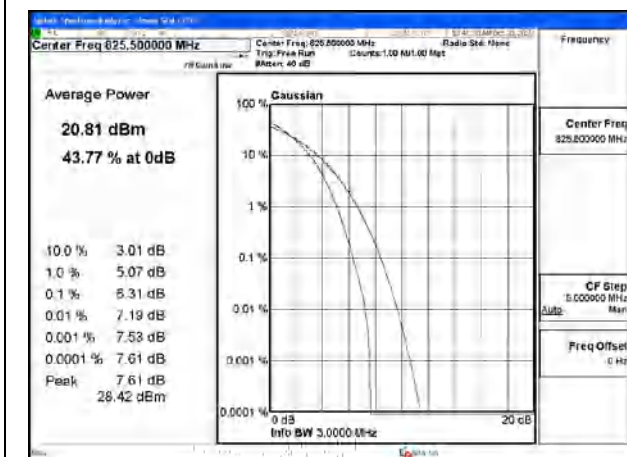 Center Freq 825.500000 MHz
Center Freq: 825.500000 MHz
Radio Std: None
Trig: Free Run
Counts: 1.00 M/1.00 Mpt
#Atten: 40 dB
Frequency
Average Power
20.81 dBm
43.77 % at 0dB
10.0 % 3.01 dB
1.0 % 5.07 dB
0.1 % 6.31 dB
0.01 % 7.19 dB
0.001 % 7.53 dB
0.0001 % 7.61 dB
Peak 7.61 dB
28.42 dBm
Gaussian
100 %
10 %
1 %
0.1 %
0.01 %
0.001 %
0.0001 %
0 dB
20 dB
Info BW 3.0000 MHz
Center Freq
825.500000 MHz
CF Step
5.000000 MHz
Auto Man
Freq Offset
0 Hz